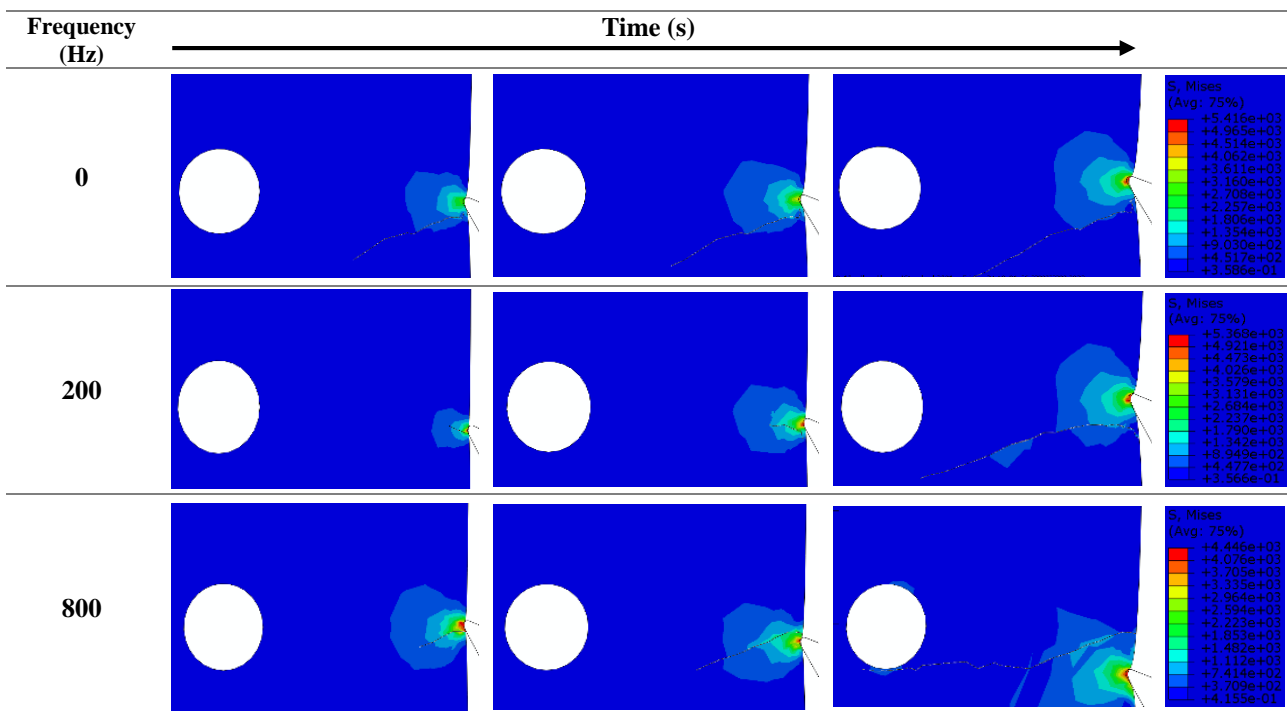 Frequency
(Hz)
Time (s)
0
S, Mises
(Avg: 75%)
+5.416e+03
+4.965e+03
+4.514e+03
+4.062e+03
+3.611e+03
+3.160e+03
+2.708e+03
+2.257e+03
+1.806e+03
+1.354e+03
+9.030e+02
+4.517e+02
+3.586e-01
200
S, Mises
(Avg: 75%)
+5.368e+03
+4.921e+03
+4.473e+03
+4.026e+03
+3.579e+03
+3.131e+03
+2.684e+03
+2.237e+03
+1.790e+03
+1.342e+03
+8.949e+02
+4.477e+02
+3.566e-01
800
S, Mises
(Avg: 75%)
+4.446e+03
+4.076e+03
+3.705e+03
+3.335e+03
+2.964e+03
+2.594e+03
+2.223e+03
+1.853e+03
+1.482e+03
+1.112e+03
+7.414e+02
+3.709e+02
+4.155e-01